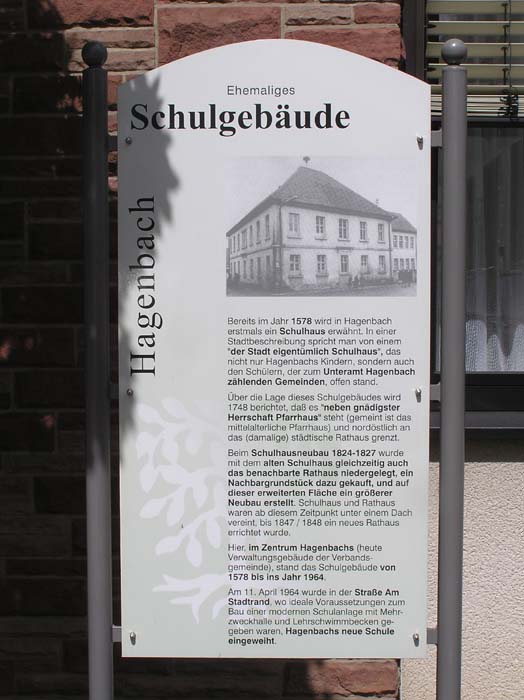 Ehemaliges
Schulgebäude
Hagenbach
Bereits im Jahr 1578 wird in Hagenbach
erstmals ein Schulhaus erwähnt. In einer
Stadtbeschreibung spricht man von einem
"der Stadt eigentümlich Schulhaus", das
nicht nur Hagenbachs Kindern, sondern auch
den Schülern, der zum Unteramt Hagenbach
zählenden Gemeinden, offen stand.
Über die Lage dieses Schulgebäudes wird
1748 berichtet, daß es "neben gnädigster
Herrschaft Pfarrhaus" steht (gemeint ist das
mittelalterliche Pfarrhaus) und nordöstlich an
das (damalige) städtische Rathaus grenzt.
Beim Schulhausneubau 1824-1827 wurde
mit dem alten Schulhaus gleichzeitig auch
das benachbarte Rathaus niedergelegt, ein
Nachbargrundstück dazu gekauft, und auf
dieser erweiterten Fläche ein größerer
Neubau erstellt. Schulhaus und Rathaus
waren ab diesem Zeitpunkt unter einem Dach
vereint, bis 1847 / 1848 ein neues Rathaus
errichtet wurde.
Hier, im Zentrum Hagenbachs (heute
Verwaltungsgebäude der Verbands-
gemeinde), stand das Schulgebäude von
1578 bis ins Jahr 1964.
Am 11. April 1964 wurde in der Straße Am
Stadtrand, wo ideale Voraussetzungen zum
Bau einer modernen Schulanlage mit Mehr-
zweckhalle und Lehrschwimmbecken ge-
geben waren, Hagenbachs neue Schule
eingeweiht.